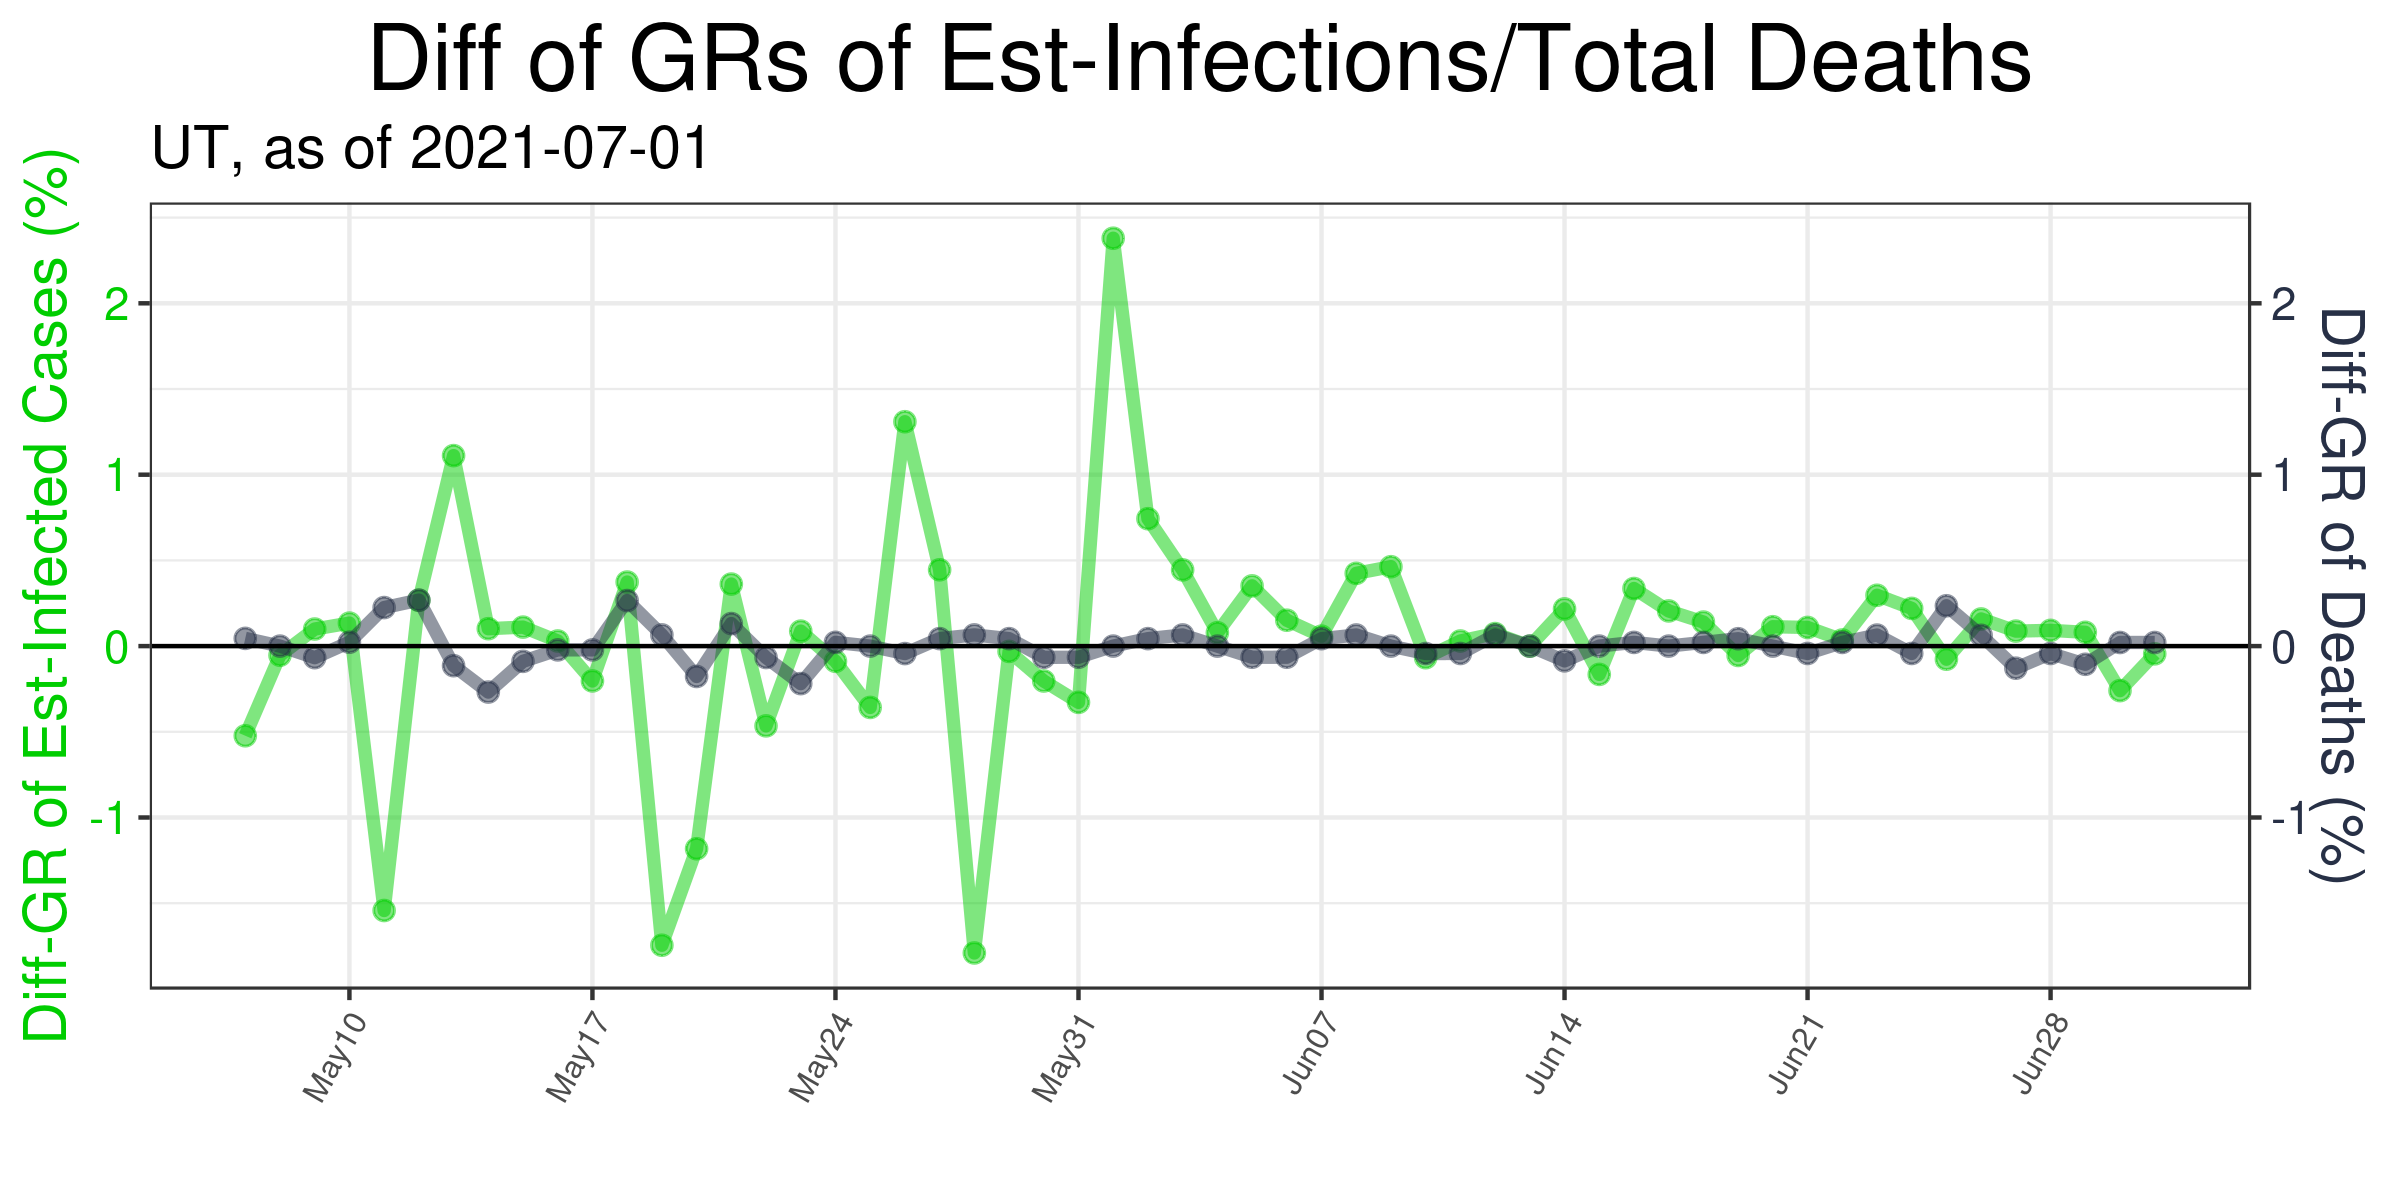 Diff of GRs of Est-Infections/Total Deaths
UT, as of 2021-07-01
Diff-GR of Est-Infected Cases (%)
2
1
0
-1
2
1
0
-1
Diff-GR of Deaths (%)
May10
May17
May24
May31
Jun07
Jun14
Jun21
Jun28